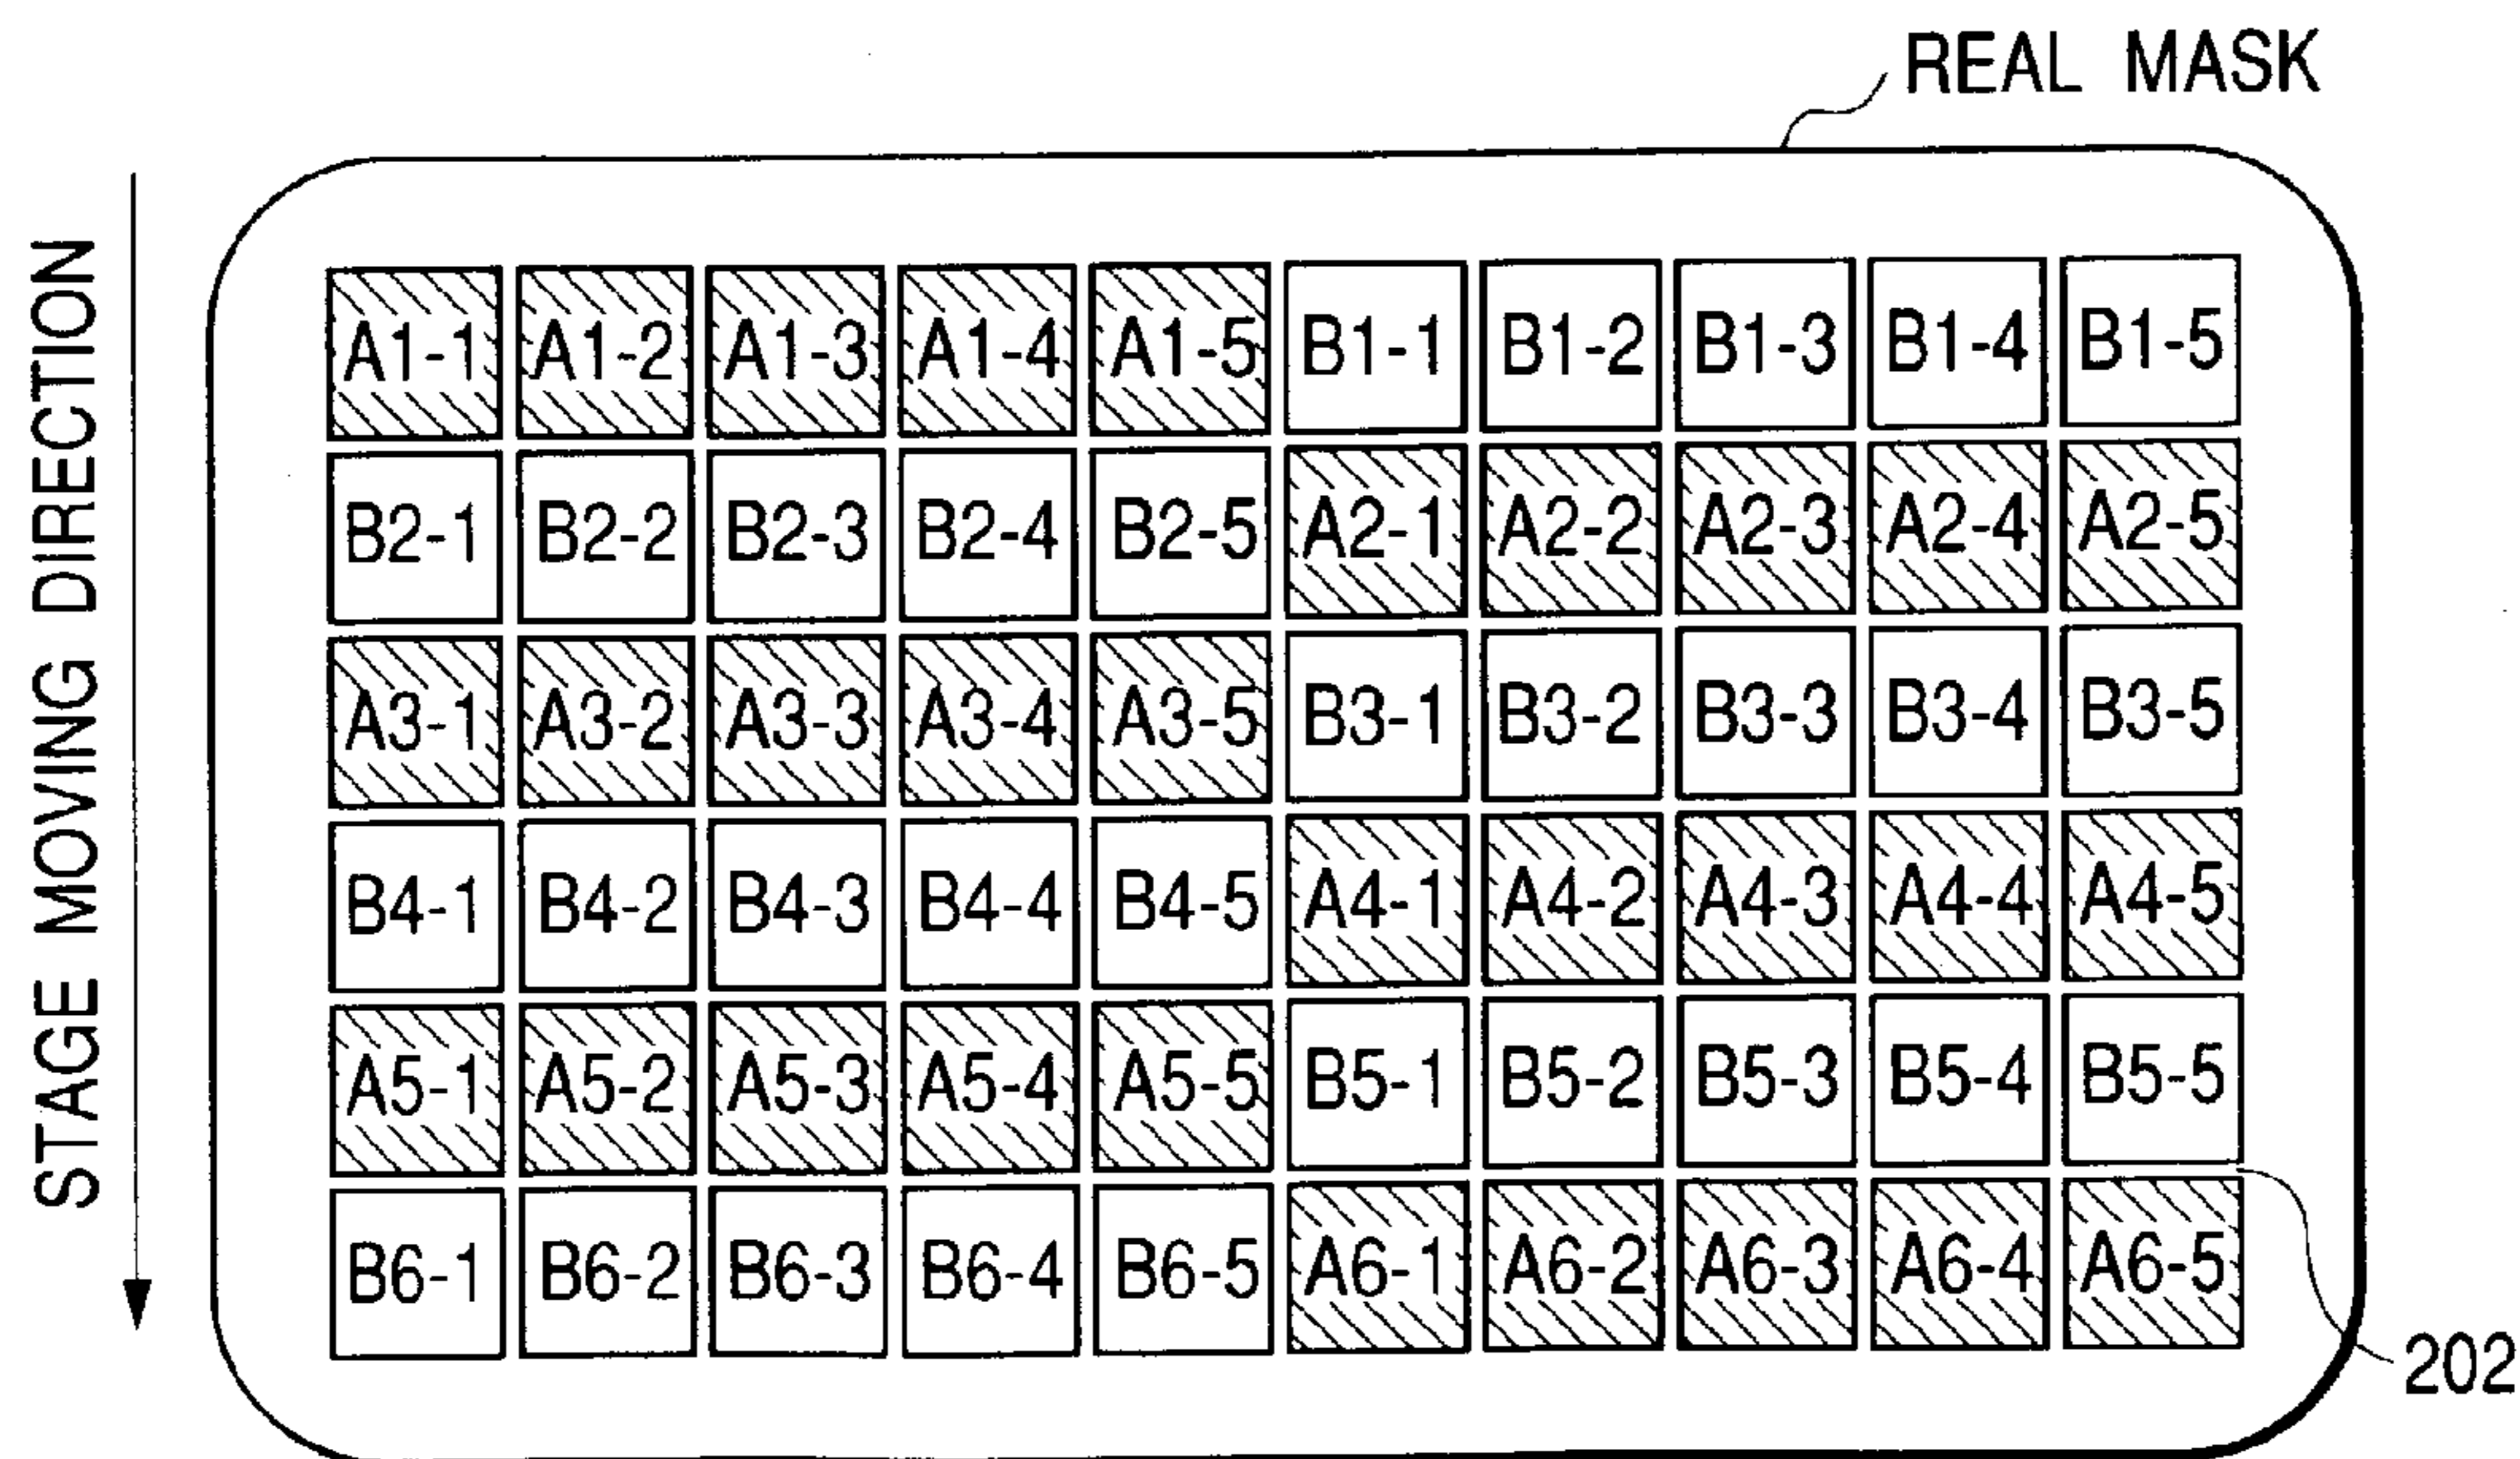 REAL MASK
STAGE MOVING DIRECTION
A1-1 A1-2 A1-3 A1-4 A1-5 B1-1 B1-2 B1-3 B1-4 B1-5
B2-1 B2-2 B2-3 B2-4 B2-5 A2-1 A2-2 A2-3 A2-4 A2-5
A3-1 A3-2 A3-3 A3-4 A3-5 B3-1 B3-2 B3-3 B3-4 B3-5
B4-1 B4-2 B4-3 B4-4 B4-5 A4-1 A4-2 A4-3 A4-4 A4-5
A5-1 A5-2 A5-3 A5-4 A5-5 B5-1 B5-2 B5-3 B5-4 B5-5
B6-1 B6-2 B6-3 B6-4 B6-5 A6-1 A6-2 A6-3 A6-4 A6-5
202